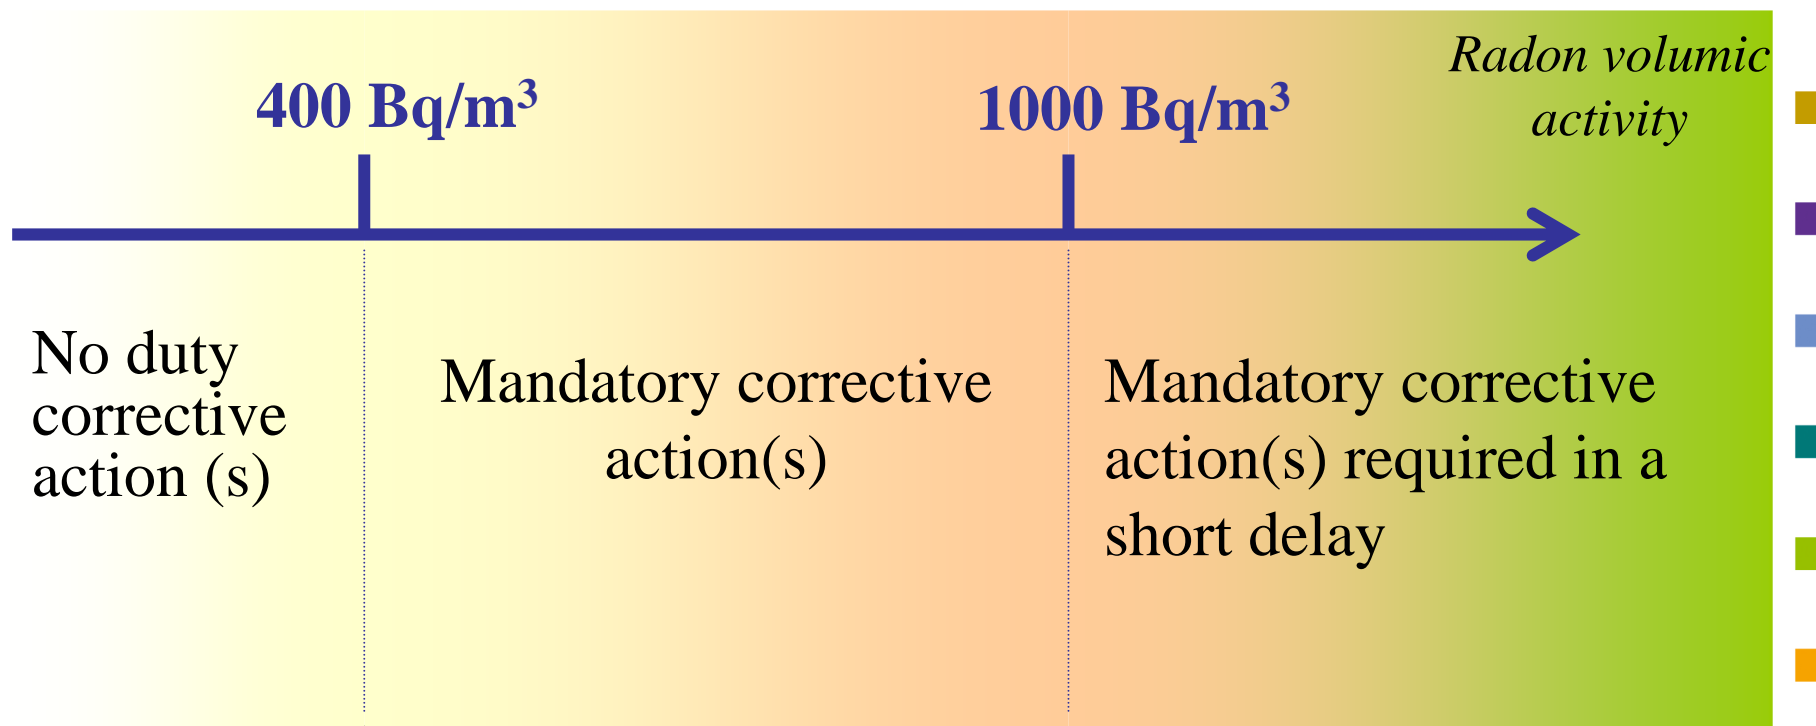 Radon volumic
activity
400 Bq/m³
1000 Bq/m³
No duty
corrective
action (s)
Mandatory corrective
action(s)
Mandatory corrective
action(s) required in a
short delay